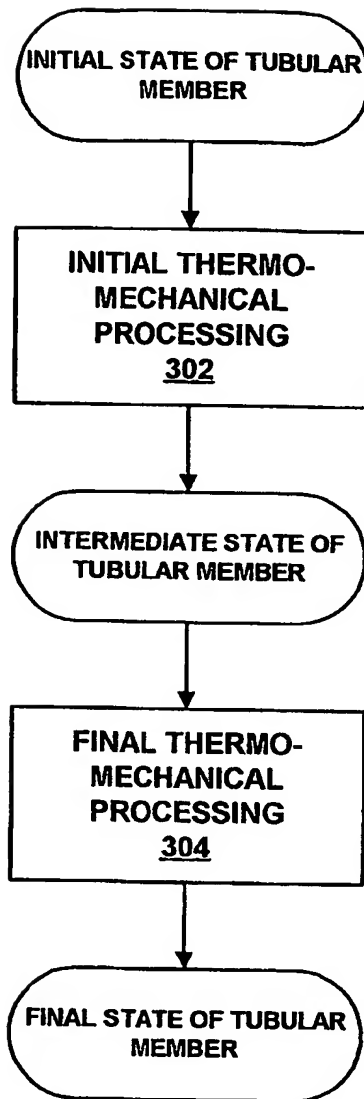 INITIAL STATE OF TUBULAR
MEMBER
INITIAL THERMO-
MECHANICAL
PROCESSING
302
INTERMEDIATE STATE OF
TUBULAR MEMBER
FINAL THERMO-
MECHANICAL
PROCESSING
304
FINAL STATE OF TUBULAR
MEMBER